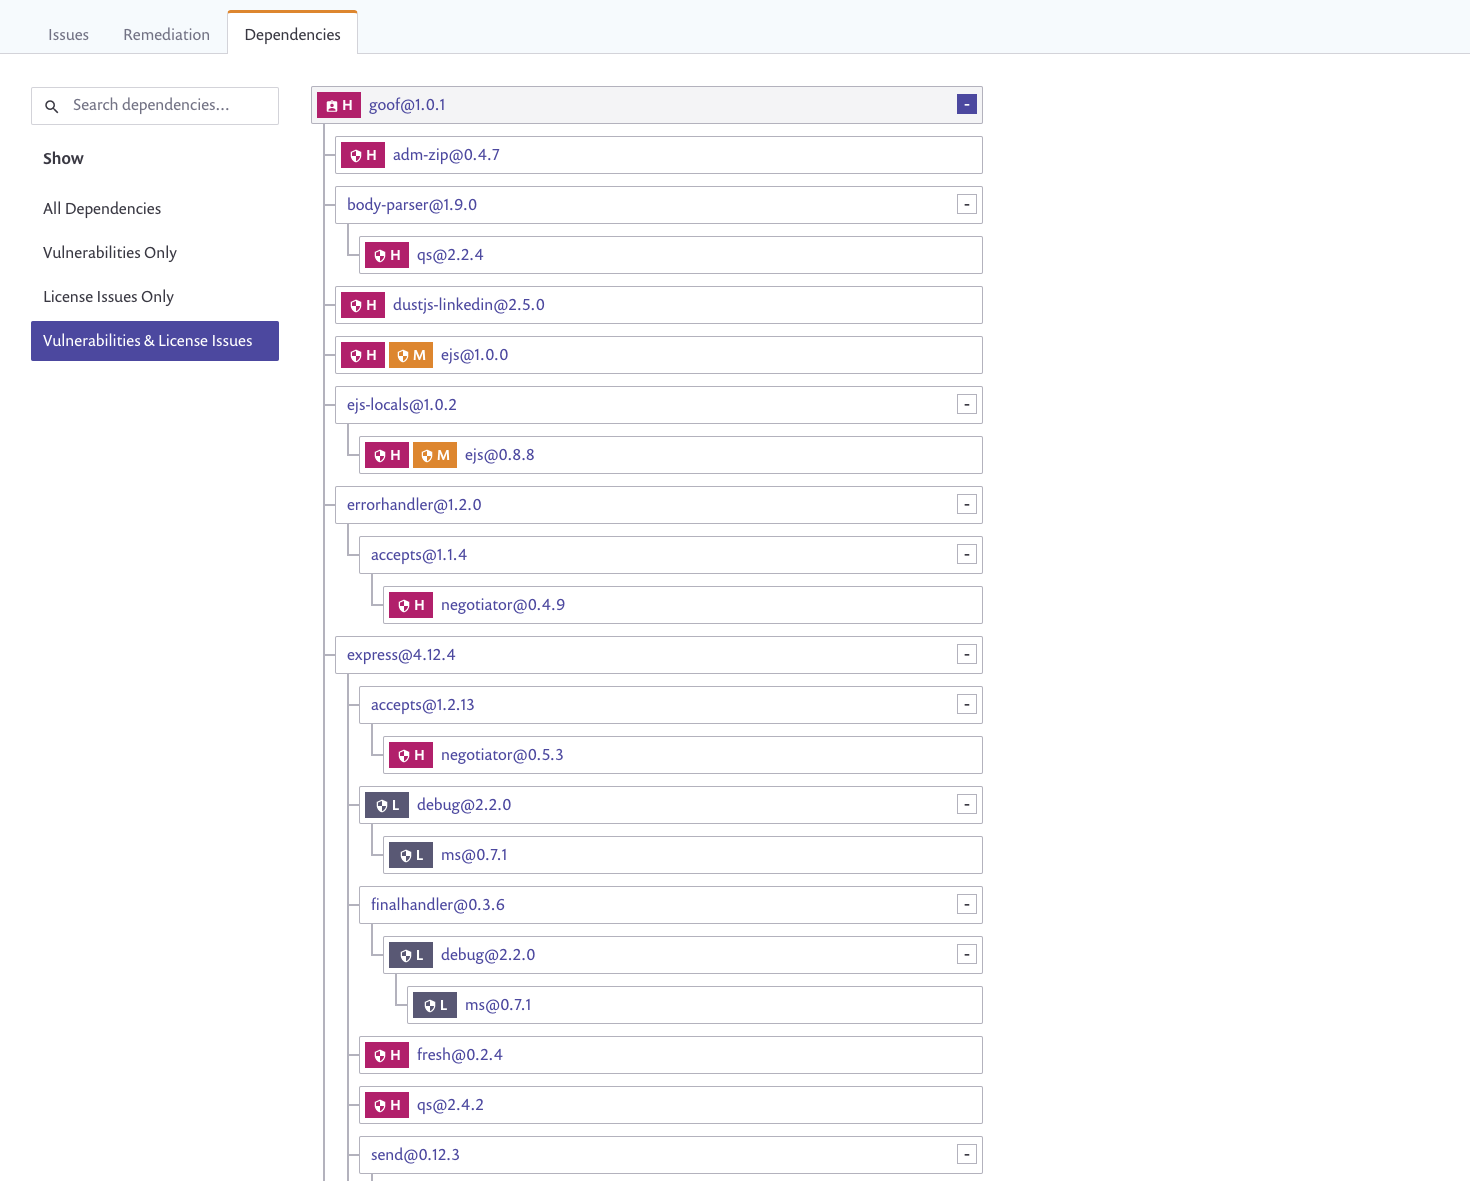 Issues Remediation Dependencies
Search dependencies...
Show
All Dependencies
Vulnerabilities Only
License Issues Only
Vulnerabilities & License Issues
H goof@1.0.1 -
H adm-zip@0.4.7
body-parser@1.9.0 -
H qs@2.2.4
H dustjs-linkedin@2.5.0
H M ejs@1.0.0
ejs-locals@1.0.2 -
H M ejs@0.8.8
errorhandler@1.2.0 -
accepts@1.1.4 -
H negotiator@0.4.9
express@4.12.4 -
accepts@1.2.13 -
H negotiator@0.5.3
L debug@2.2.0 -
L ms@0.7.1
finalhandler@0.3.6 -
L debug@2.2.0 -
L ms@0.7.1
H fresh@0.2.4
H qs@2.4.2
send@0.12.3 -